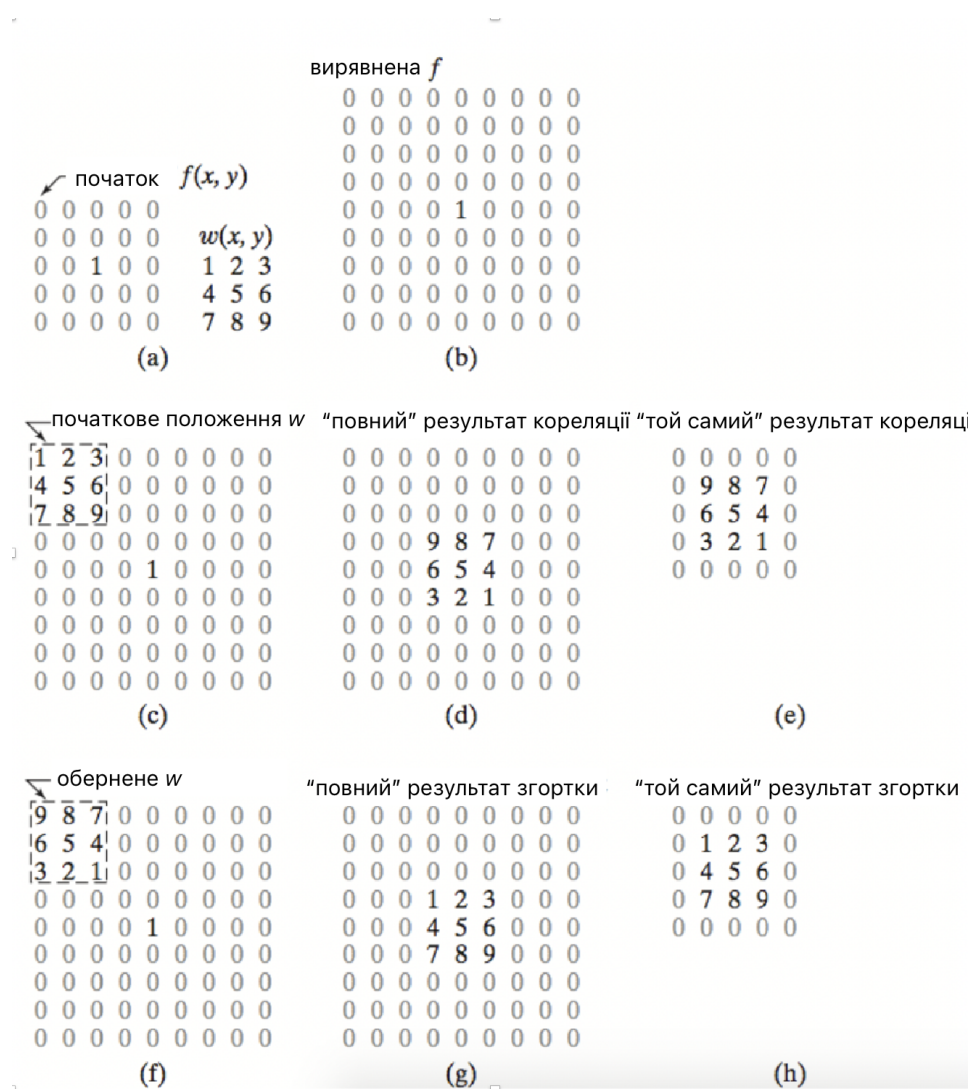 вирявнена f
0 0 0 0 0 0 0 0 0
0 0 0 0 0 0 0 0 0
0 0 0 0 0 0 0 0 0
0 0 0 0 0 0 0 0 0
0 0 0 0 1 0 0 0 0
0 0 0 0 0 0 0 0 0
0 0 0 0 0 0 0 0 0
0 0 0 0 0 0 0 0 0
0 0 0 0 0 0 0 0 0
початок f(x, y)
0 0 0 0 0
0 0 0 0 0
0 0 1 0 0
0 0 0 0 0
0 0 0 0 0
w(x, y)
1 2 3
4 5 6
7 8 9
(a)
(b)
початкове положення w
1 2 3 0 0 0 0 0 0
4 5 6 0 0 0 0 0 0
7 8 9 0 0 0 0 0 0
0 0 0 0 0 0 0 0 0
0 0 0 0 1 0 0 0 0
0 0 0 0 0 0 0 0 0
0 0 0 0 0 0 0 0 0
0 0 0 0 0 0 0 0 0
0 0 0 0 0 0 0 0 0
(c)
“повний” результат кореляції
0 0 0 0 0 0 0 0 0
0 0 0 0 0 0 0 0 0
0 0 0 0 0 0 0 0 0
0 0 0 9 8 7 0 0 0
0 0 0 6 5 4 0 0 0
0 0 0 3 2 1 0 0 0
0 0 0 0 0 0 0 0 0
0 0 0 0 0 0 0 0 0
0 0 0 0 0 0 0 0 0
(d)
“той самий” результат кореляці
0 0 0 0 0
0 9 8 7 0
0 6 5 4 0
0 3 2 1 0
0 0 0 0 0
(e)
обернене w
9 8 7 0 0 0 0 0 0
6 5 4 0 0 0 0 0 0
3 2 1 0 0 0 0 0 0
0 0 0 0 0 0 0 0 0
0 0 0 0 1 0 0 0 0
0 0 0 0 0 0 0 0 0
0 0 0 0 0 0 0 0 0
0 0 0 0 0 0 0 0 0
0 0 0 0 0 0 0 0 0
(f)
“повний” результат згортки
0 0 0 0 0 0 0 0 0
0 0 0 0 0 0 0 0 0
0 0 0 0 0 0 0 0 0
0 0 0 1 2 3 0 0 0
0 0 0 4 5 6 0 0 0
0 0 0 7 8 9 0 0 0
0 0 0 0 0 0 0 0 0
0 0 0 0 0 0 0 0 0
0 0 0 0 0 0 0 0 0
(g)
“той самий” результат згортки
0 0 0 0 0
0 1 2 3 0
0 4 5 6 0
0 7 8 9 0
0 0 0 0 0
(h)